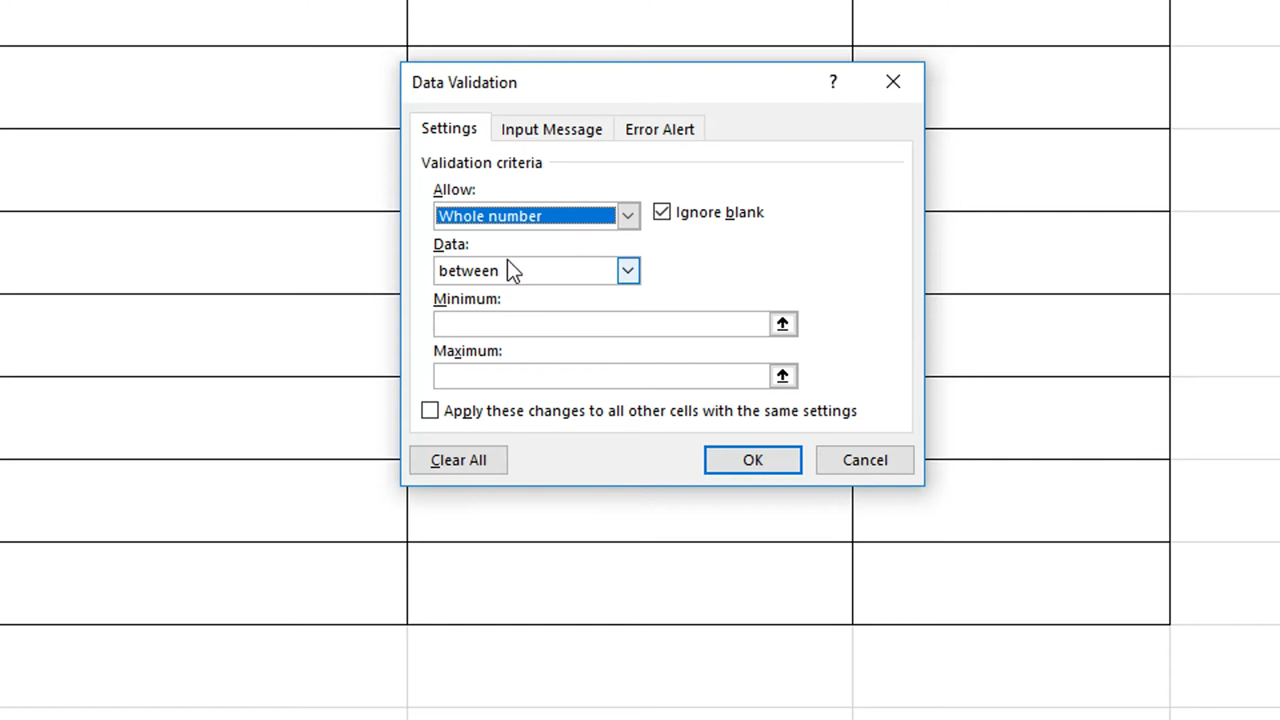 Data Validation ?
Settings Input Message Error Alert
Validation criteria
Allow:
Whole number Ignore blank
Data:
between
Minimum:
Maximum:
Apply these changes to all other cells with the same settings
Clear All OK Cancel